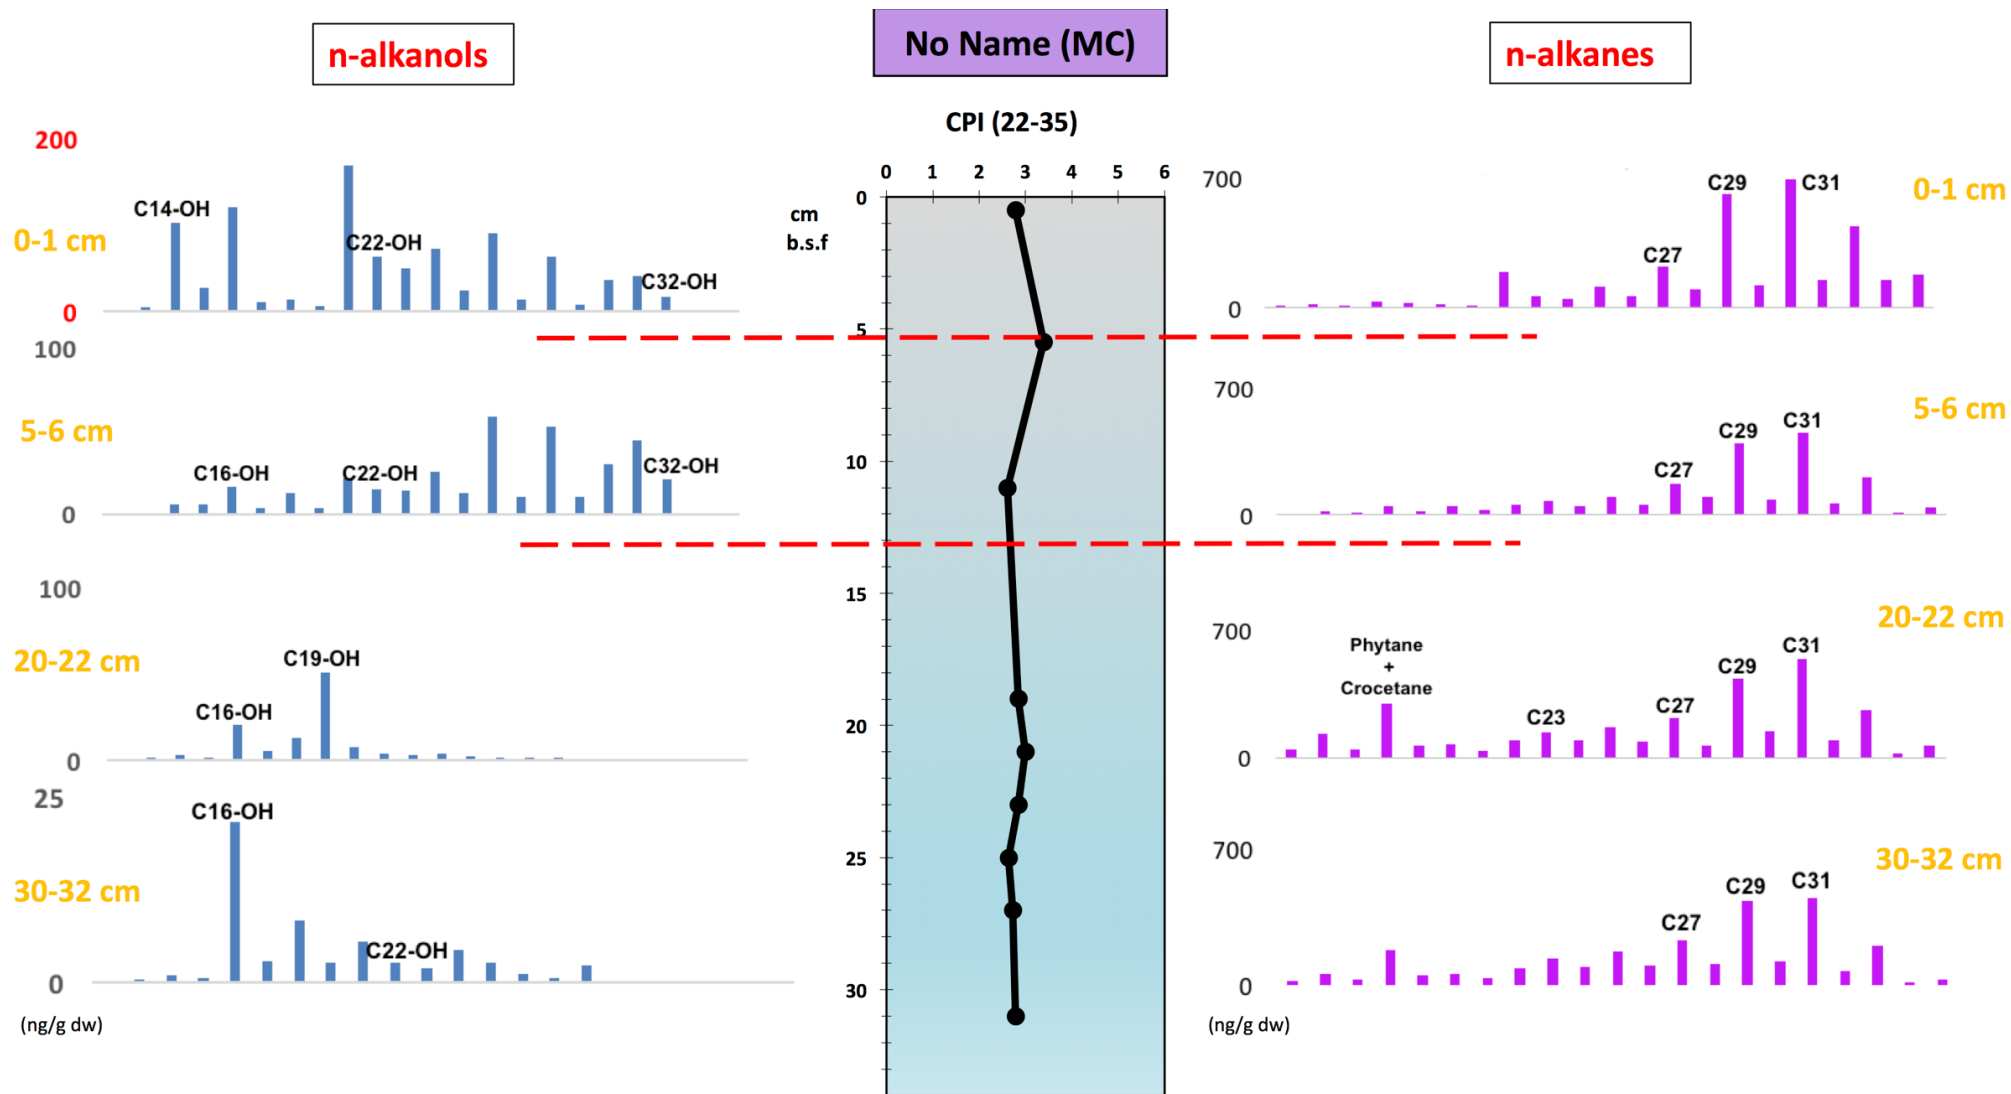 n-alkanols
No Name (MC)
n-alkanes
CPI (22-35)
0 1 2 3 4 5 6
cm
b.s.f
0
5
10
15
20
25
30
200
0-1 cm
0
C14-OH
C22-OH
C32-OH
100
5-6 cm
0
C16-OH
C22-OH
C32-OH
100
20-22 cm
0
C16-OH
C19-OH
25
30-32 cm
0
C16-OH
C22-OH
(ng/g dw)
700
0
C27
C29
C31
0-1 cm
700
0
C27
C29
C31
5-6 cm
700
0
Phytane
+
Crocetane
C23
C27
C29
C31
20-22 cm
700
0
C27
C29
C31
30-32 cm
(ng/g dw)